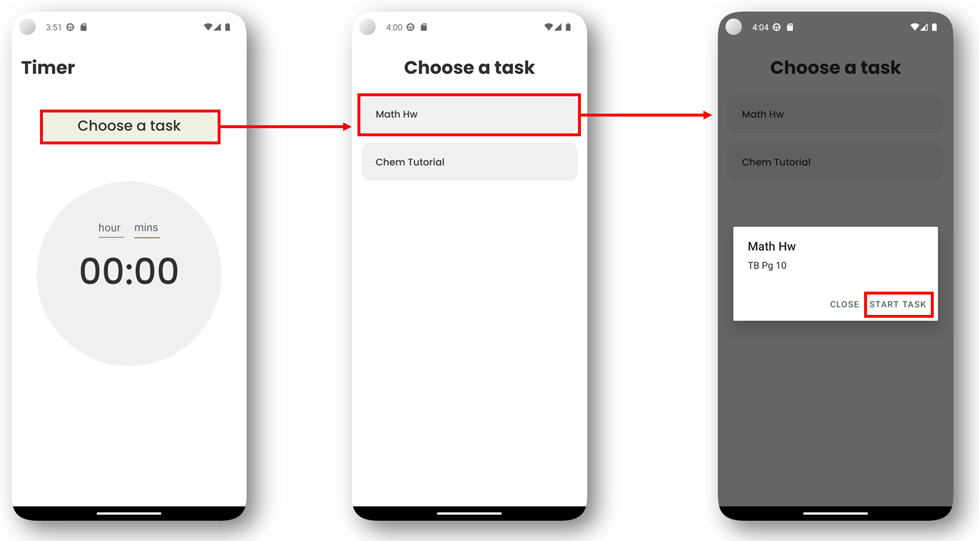 3:51
Timer
Choose a task
hour mins
00:00
4:00
Choose a task
Math Hw
Chem Tutorial
4:04
Choose a task
Math Hw
Chem Tutorial
Math Hw
TB Pg 10
CLOSE START TASK